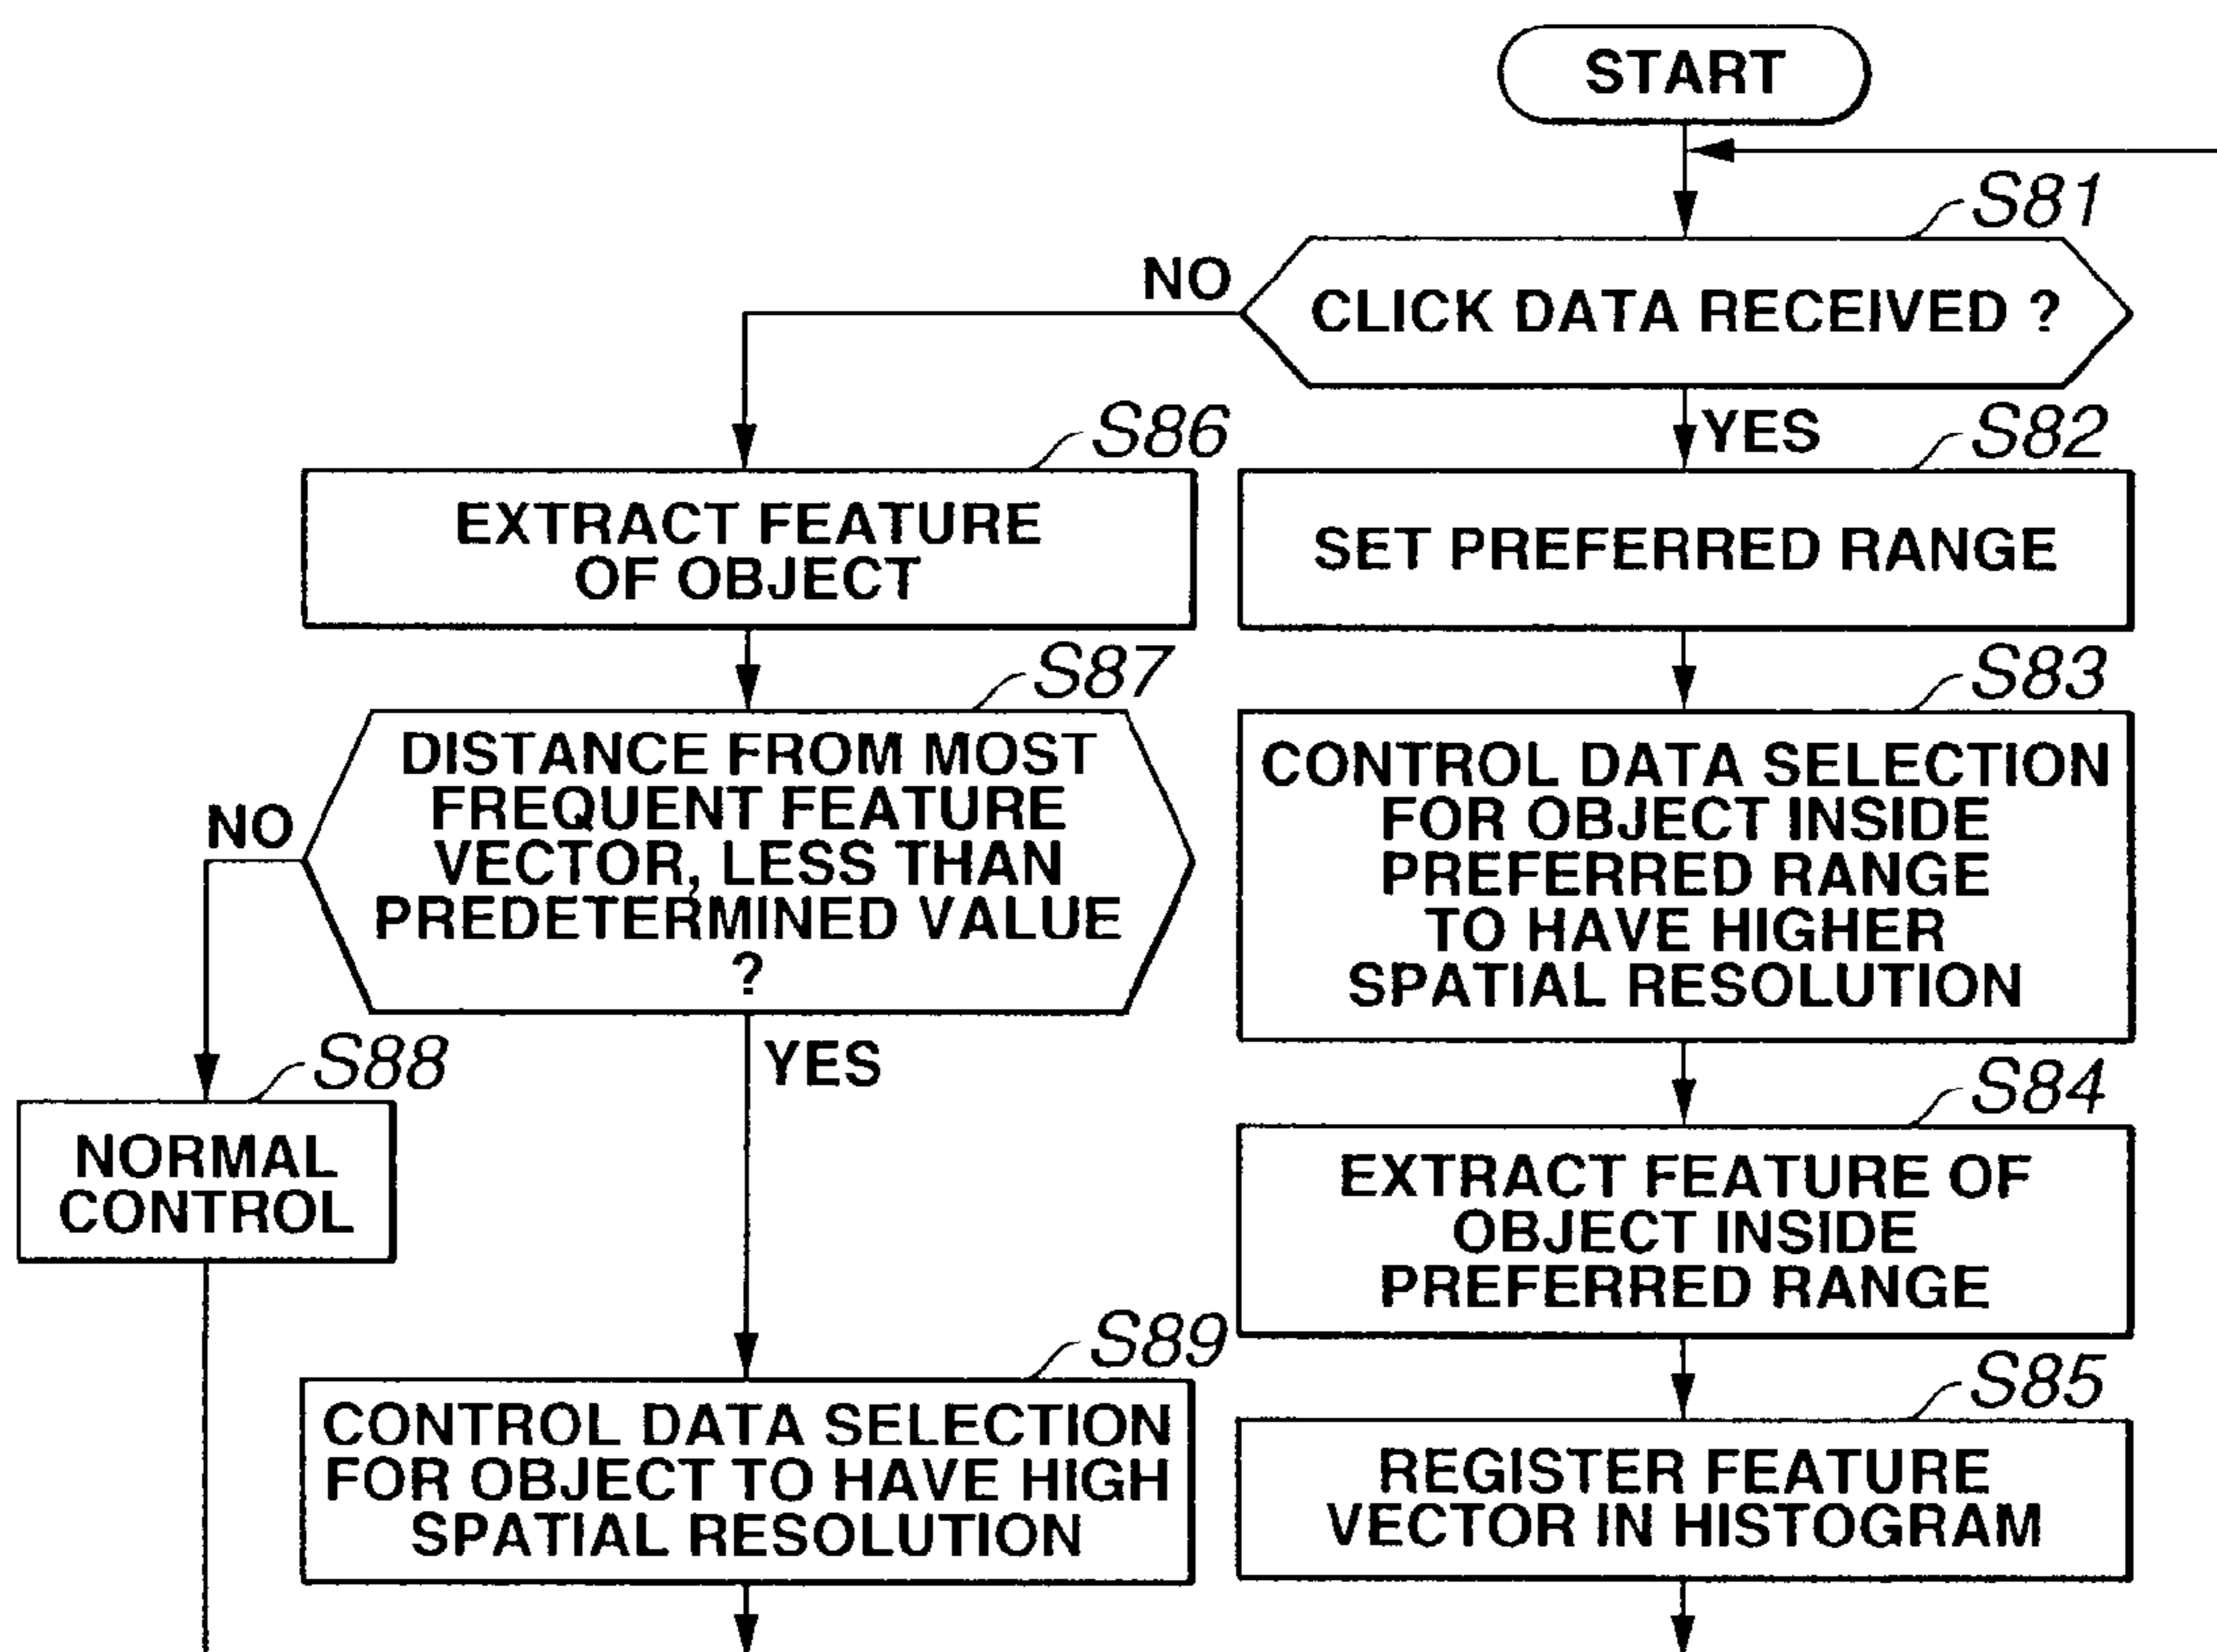 START
S81
NO
CLICK DATA RECEIVED ?
S86
YES
S82
EXTRACT FEATURE
OF OBJECT
SET PREFERRED RANGE
S87
S83
DISTANCE FROM MOST
FREQUENT FEATURE
VECTOR, LESS THAN
PREDETERMINED VALUE
?
NO
CONTROL DATA SELECTION
FOR OBJECT INSIDE
PREFERRED RANGE
TO HAVE HIGHER
SPATIAL RESOLUTION
S88
YES
S84
NORMAL
CONTROL
EXTRACT FEATURE OF
OBJECT INSIDE
PREFERRED RANGE
S89
S85
CONTROL DATA SELECTION
FOR OBJECT TO HAVE HIGH
SPATIAL RESOLUTION
REGISTER FEATURE
VECTOR IN HISTOGRAM